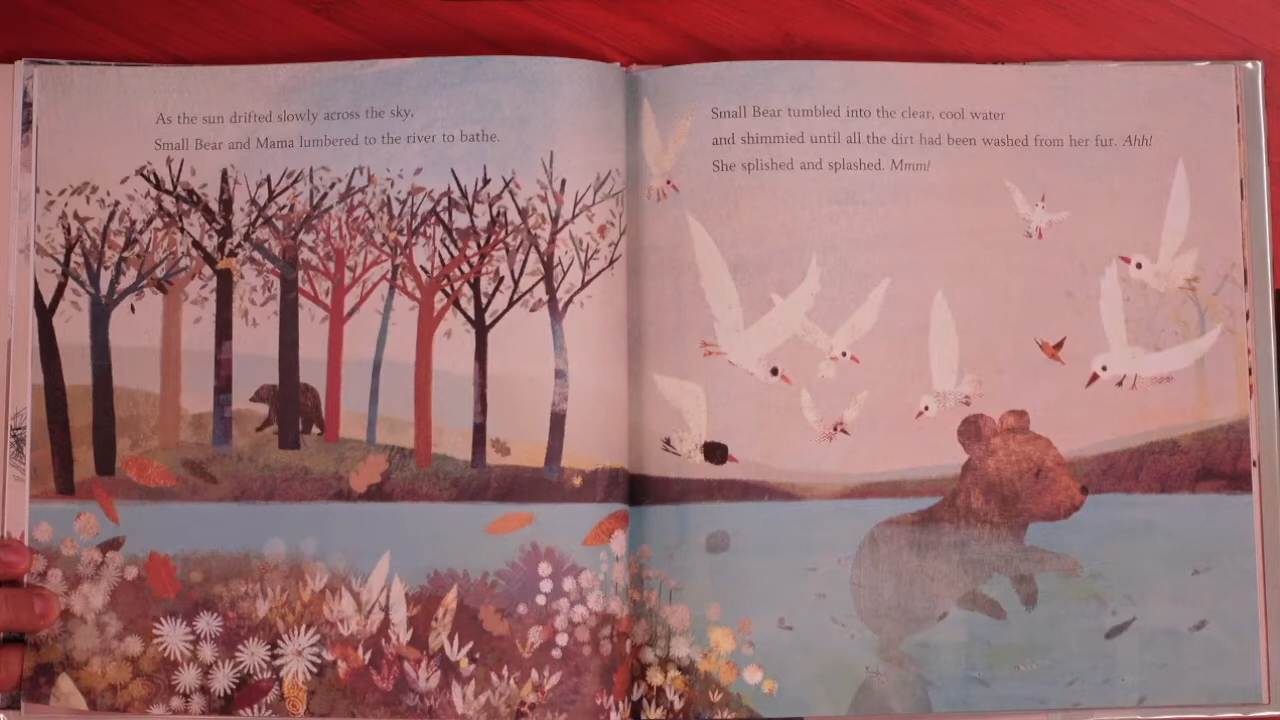 As the sun drifted slowly across the sky,
Small Bear and Mama lumbered to the river to bathe.
Small Bear tumbled into the clear, cool water
and shimmied until all the dirt had been washed from her fur. Ahh!
She splished and splashed. Mmm!